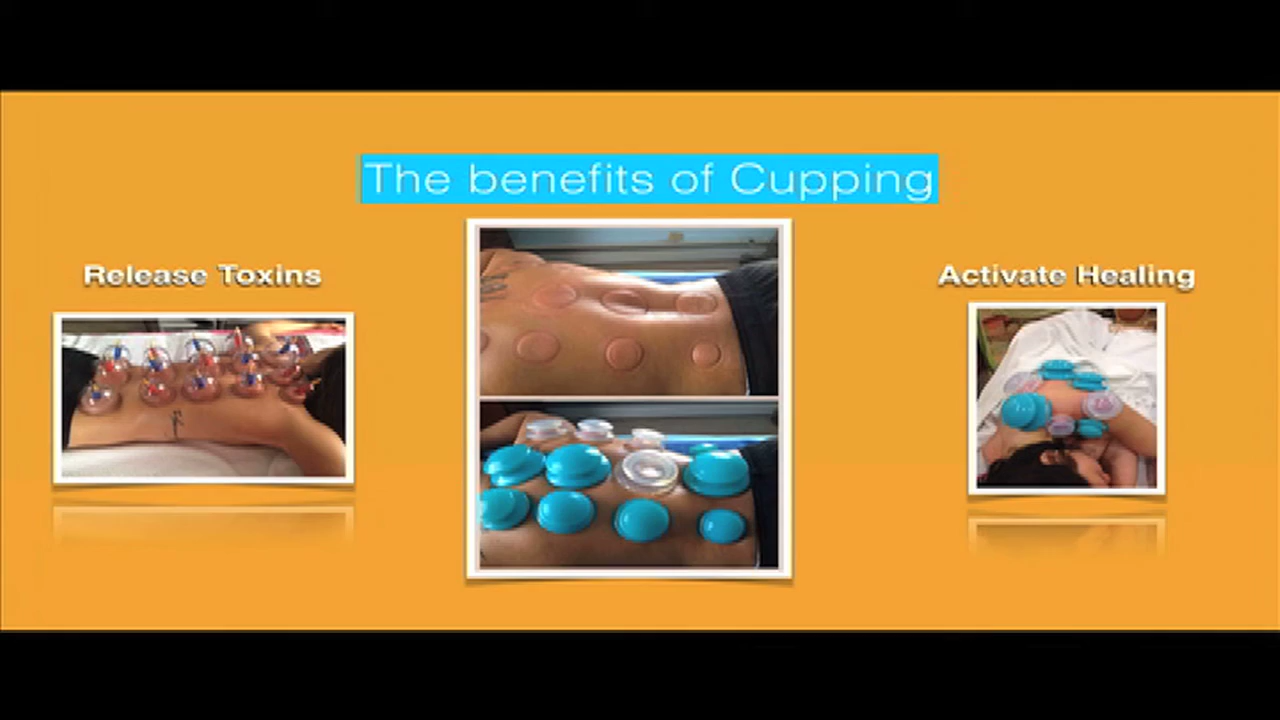 The benefits of Cupping
Release Toxins
Activate Healing